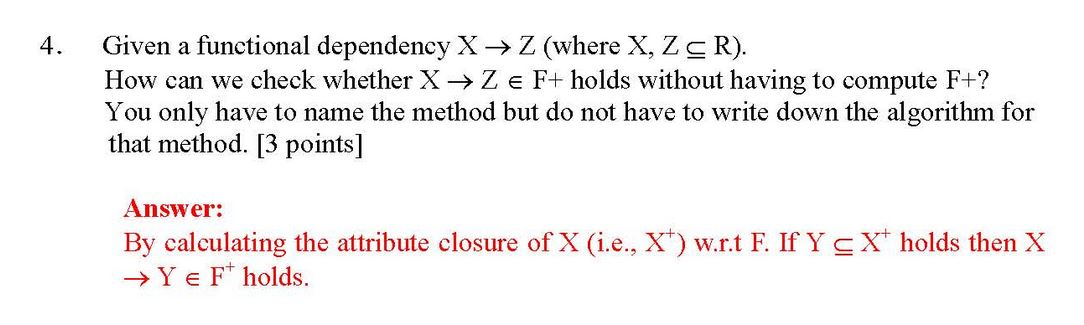 4. Given a functional dependency X → Z (where X, Z ⊆ R).
How can we check whether X → Z ∈ F+ holds without having to compute F+?
You only have to name the method but do not have to write down the algorithm for
that method. [3 points]
Answer:
By calculating the attribute closure of X (i.e., X⁺) w.r.t F. If Y ⊆ X⁺ holds then X
→ Y ∈ F⁺ holds.